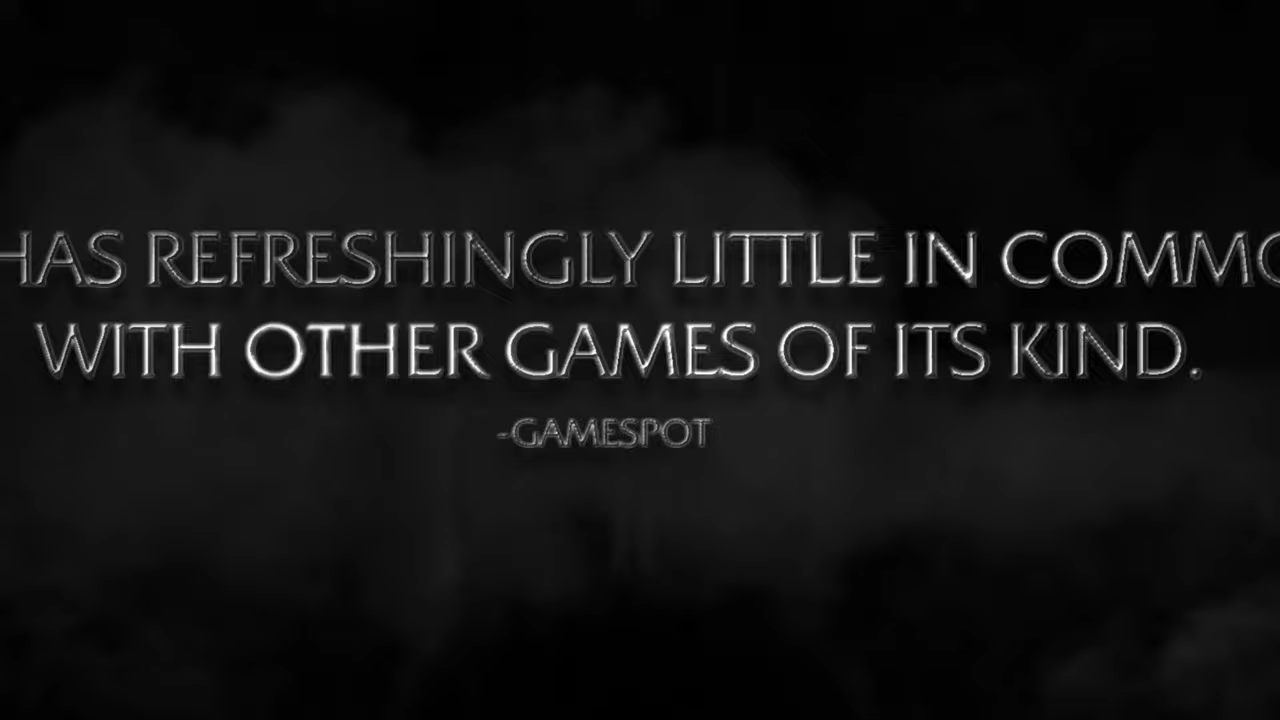 HAS REFRESHINGLY LITTLE IN COMMO
WITH OTHER GAMES OF ITS KIND.
-GAMESPOT